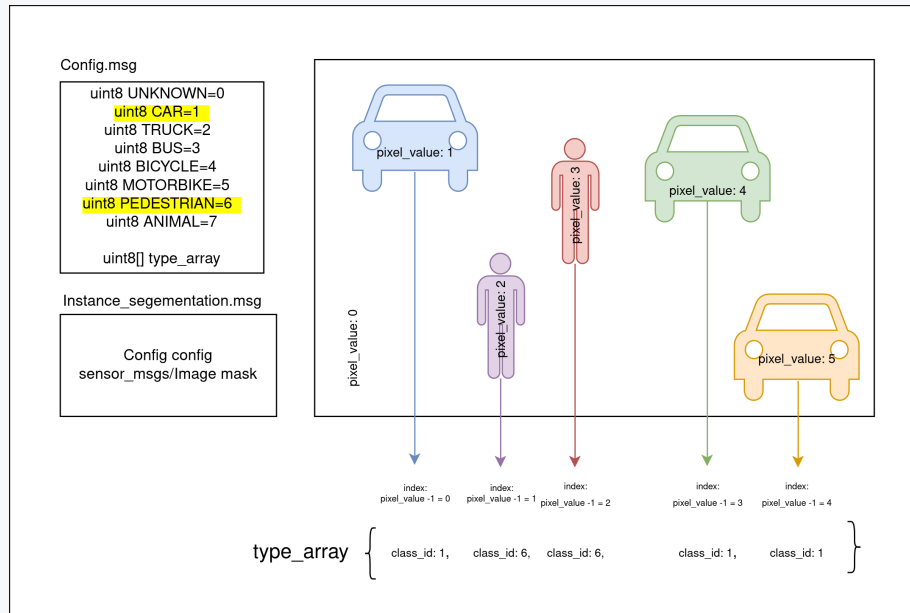 Config.msg
uint8 UNKNOWN=0
uint8 CAR=1
uint8 TRUCK=2
uint8 BUS=3
uint8 BICYCLE=4
uint8 MOTORBIKE=5
uint8 PEDESTRIAN=6
uint8 ANIMAL=7
uint8[] type_array
Instance_segementation.msg
Config config
sensor_msgs/Image mask
pixel_value: 0
pixel_value: 1
pixel_value: 2
pixel_value: 3
pixel_value: 4
pixel_value: 5
index:
pixel_value -1 = 0
index:
pixel_value -1 = 1
index:
pixel_value -1 = 2
index:
pixel_value -1 = 3
index:
pixel_value -1 = 4
type_array { class_id: 1, class_id: 6, class_id: 6, class_id: 1, class_id: 1 }